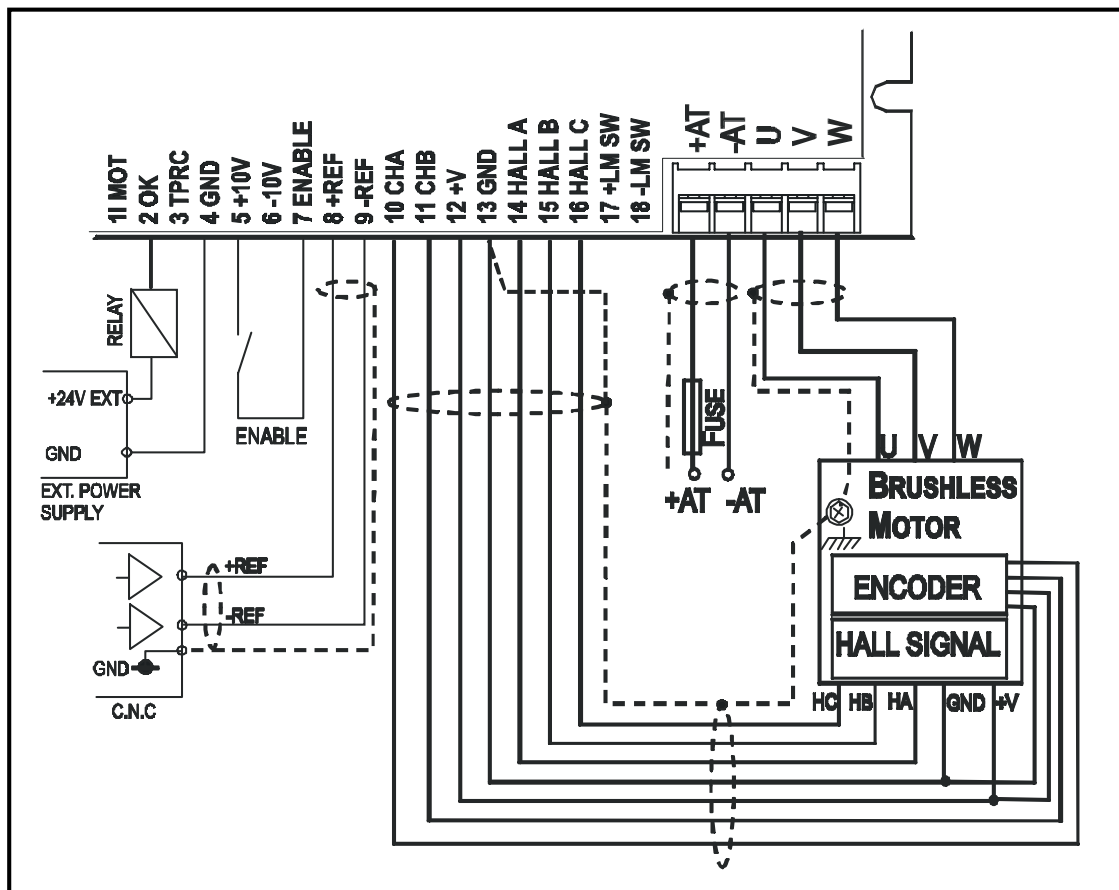 1I MOT
2 OK
3 TPRC
4 GND
5 +10V
6 -10V
7 ENABLE
8 +REF
9 -REF
10 CHA
11 CHB
12 +V
13 GND
14 HALL A
15 HALL B
16 HALL C
17 +LM SW
18 -LM SW
+AT
-AT
U
V
W
RELAY
+24V EXT
GND
EXT. POWER
SUPPLY
ENABLE
FUSE
+AT -AT
U V W
BRUSHLESS
MOTOR
ENCODER
HALL SIGNAL
HC HB HA GND +V
+REF
-REF
GND
C.N.C